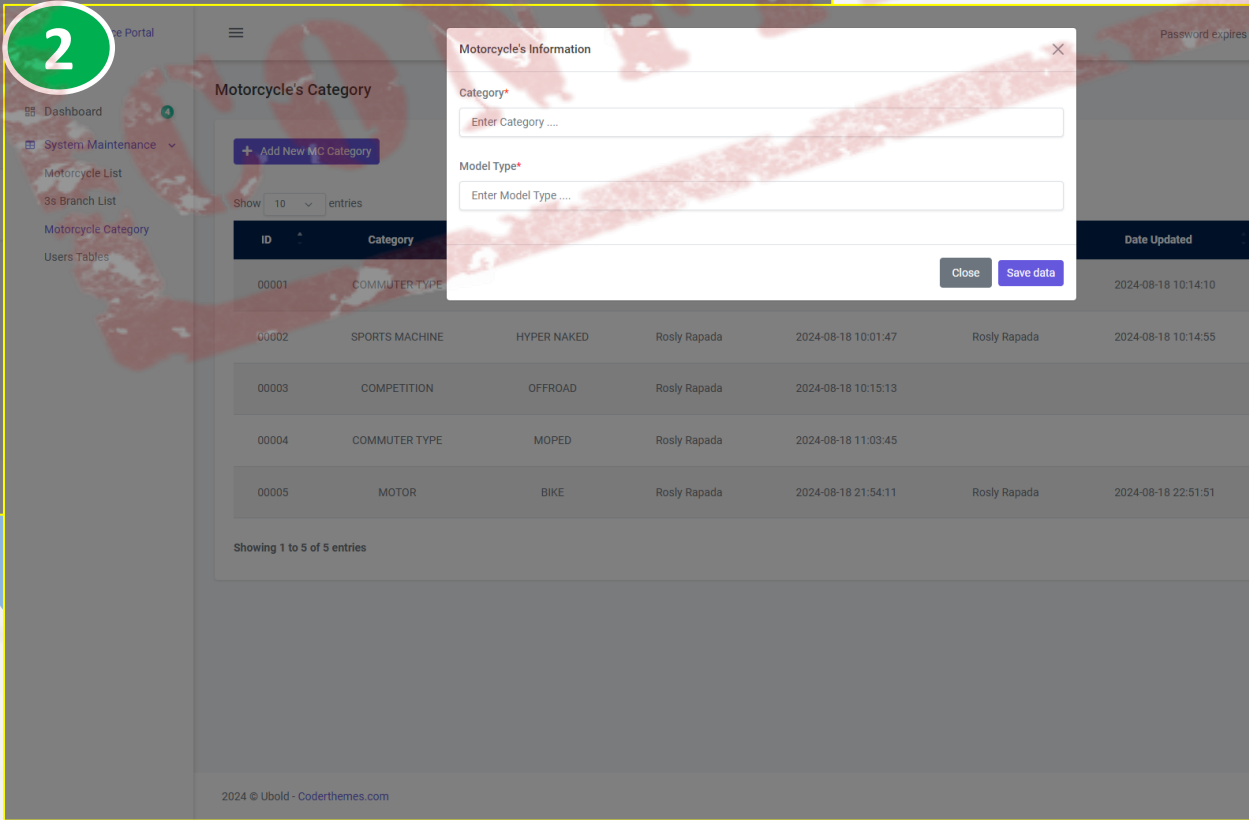 2
ce Portal
Password expires
Motorcycle's Information
Motorcycle's Category
Category*
Enter Category ....
Dashboard 4
System Maintenance
+ Add New MC Category
Model Type*
Motorcycle List
Enter Model Type ....
3s Branch List
Show 10 entries
Motorcycle Category
ID Category Date Updated
Users Tables
Close Save data
00001 COMMUTER TYPE 2024-08-18 10:14:10
00002 SPORTS MACHINE HYPER NAKED Rosly Rapada 2024-08-18 10:01:47 Rosly Rapada 2024-08-18 10:14:55
00003 COMPETITION OFFROAD Rosly Rapada 2024-08-18 10:15:13
00004 COMMUTER TYPE MOPED Rosly Rapada 2024-08-18 11:03:45
00005 MOTOR BIKE Rosly Rapada 2024-08-18 21:54:11 Rosly Rapada 2024-08-18 22:51:51
Showing 1 to 5 of 5 entries
2024 © Ubold - Coderthemes.com